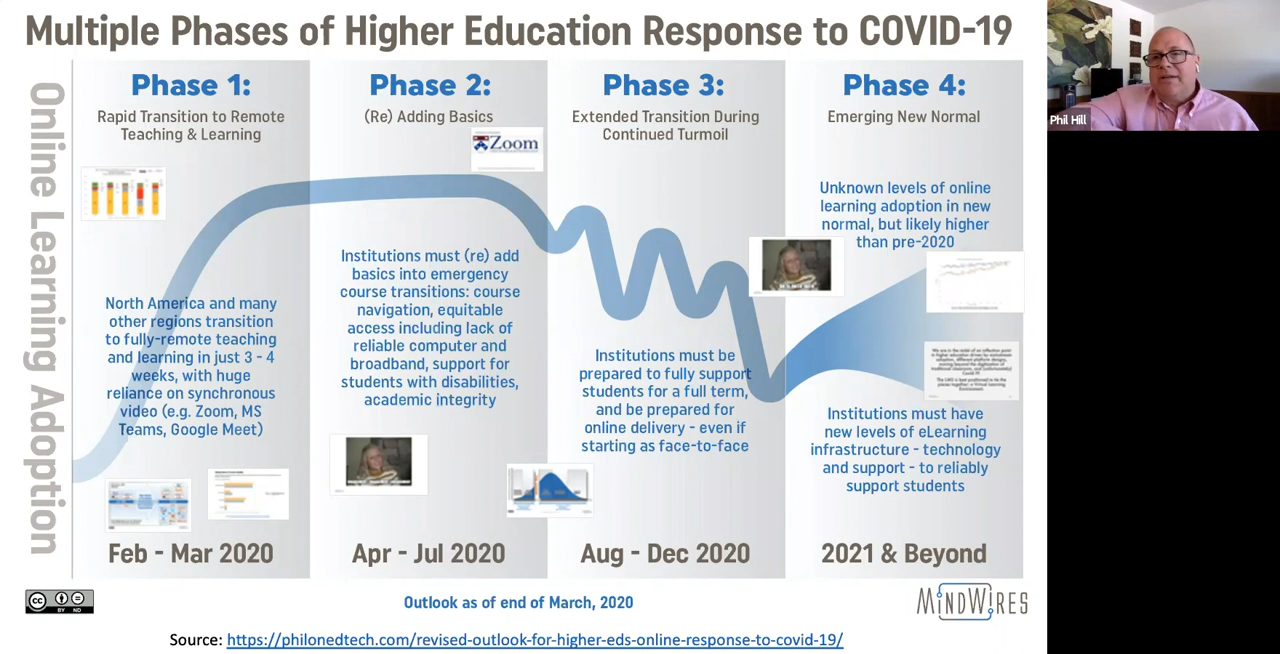 Multiple Phases of Higher Education Response to COVID-19
Online Learning Adoption
Phase 1:
Rapid Transition to Remote
Teaching & Learning
North America and many
other regions transition
to fully-remote teaching
and learning in just 3 - 4
weeks, with huge
reliance on synchronous
video (e.g. Zoom, MS
Teams, Google Meet)
Feb - Mar 2020
Phase 2:
(Re) Adding Basics
Zoom
Institutions must (re) add
basics into emergency
course transitions: course
navigation, equitable
access including lack of
reliable computer and
broadband, support for
students with disabilities,
academic integrity
Apr - Jul 2020
Phase 3:
Extended Transition During
Continued Turmoil
Institutions must be
prepared to fully support
students for a full term,
and be prepared for
online delivery - even if
starting as face-to-face
Aug - Dec 2020
Phase 4:
Emerging New Normal
Unknown levels of online
learning adoption in new
normal, but likely higher
than pre-2020
Institutions must have
new levels of eLearning
infrastructure - technology
and support - to reliably
support students
2021 & Beyond
cc
BY ND
Outlook as of end of March, 2020
MINDWIRES
Source: https://philonedtech.com/revised-outlook-for-higher-eds-online-response-to-covid-19/
Phil Hill